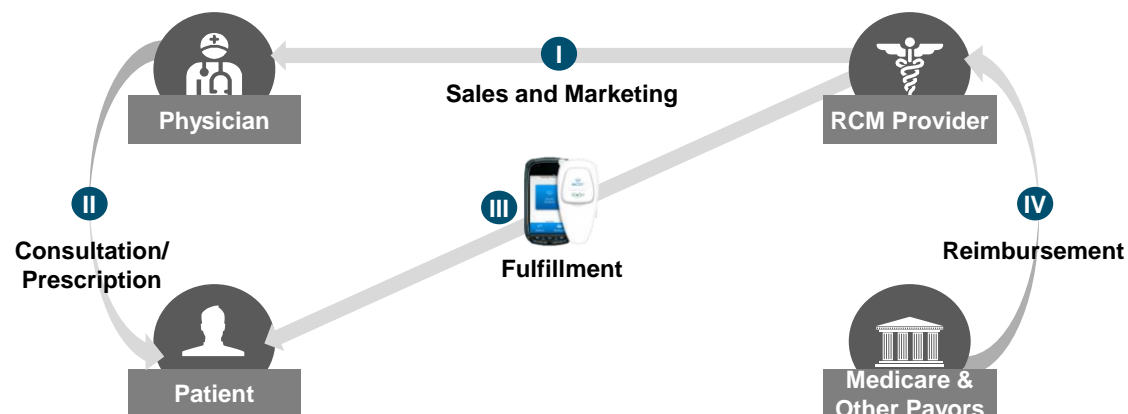 I
Sales and Marketing
Physician
RCM Provider
II
III
IV
Consultation/
Prescription
Fulfillment
Reimbursement
Patient
Medicare &
Other Payors